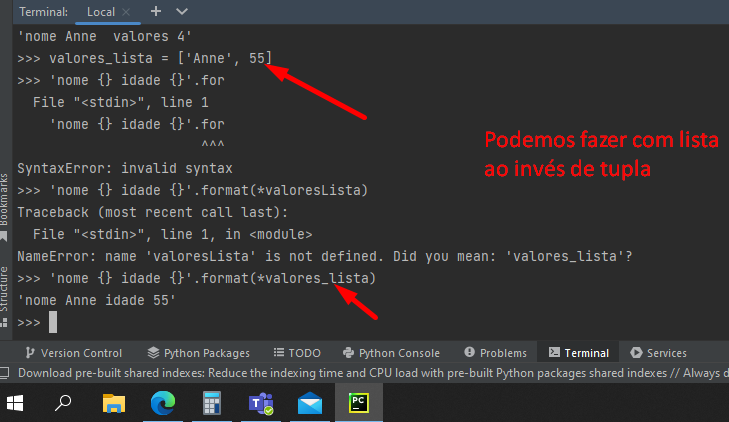 Terminal: Local × + ∨
'nome Anne  valores 4'
>>> valores_lista = ['Anne', 55]
>>> 'nome {} idade {}'.for
  File "<stdin>", line 1
    'nome {} idade {}'.for
                       ^^^
SyntaxError: invalid syntax
>>> 'nome {} idade {}'.format(*valoresLista)
Traceback (most recent call last):
  File "<stdin>", line 1, in <module>
NameError: name 'valoresLista' is not defined. Did you mean: 'valores_lista'?
>>> 'nome {} idade {}'.format(*valores_lista)
'nome Anne idade 55'
>>>
Podemos fazer com lista
ao invés de tupla
Bookmarks
Structure
Version Control Python Packages TODO Python Console Problems Terminal Services
Download pre-built shared indexes: Reduce the indexing time and CPU load with pre-built Python packages shared indexes // Always d
PC